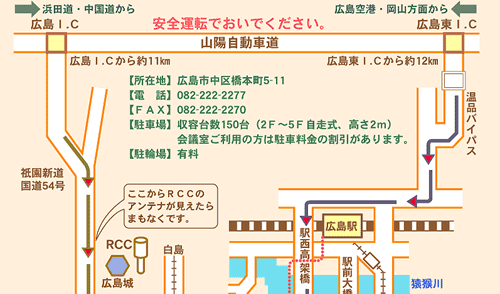 浜田道・中国道から
広島空港・岡山方面から
広島I.C
安全運転でおいでください。
広島東I.C
山陽自動車道
広島I.Cから約11km
広島東I.Cから約12km
【所在地】広島市中区橋本町5-11
【電　話】082-222-2277
【ＦＡＸ】082-222-2270
【駐車場】収容台数150台（2Ｆ〜5Ｆ自走式、高さ2ｍ）
会議室ご利用の方は駐車料金の割引があります。
【駐輪場】有料
温品バイパス
祇園新道
国道54号
ここからＲＣＣの
アンテナが見えたら
まもなくです。
RCC
広島城
白島
広島駅
駅西高架橋
駅前大橋
猿猴川